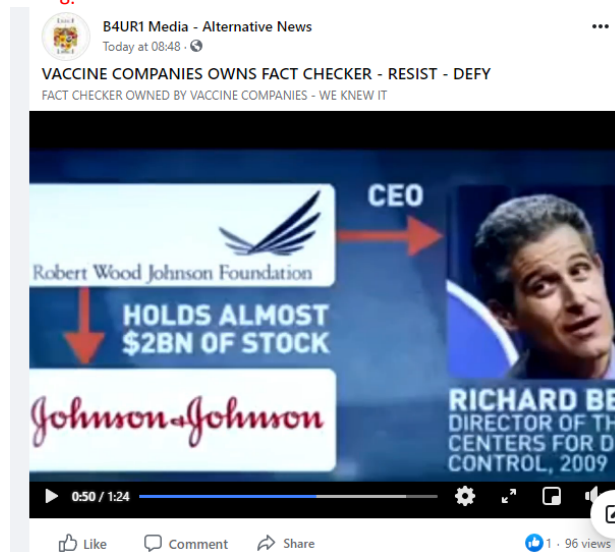 B4UR1 Media - Alternative News
Today at 08:48 ·
VACCINE COMPANIES OWNS FACT CHECKER - RESIST - DEFY
FACT CHECKER OWNED BY VACCINE COMPANIES - WE KNEW IT
CEO
Robert Wood Johnson Foundation
HOLDS ALMOST
$2BN OF STOCK
Johnson & Johnson
RICHARD BE
DIRECTOR OF TH
CENTERS FOR D
CONTROL, 2009
0:50 / 1:24
Like Comment Share 1 · 96 views